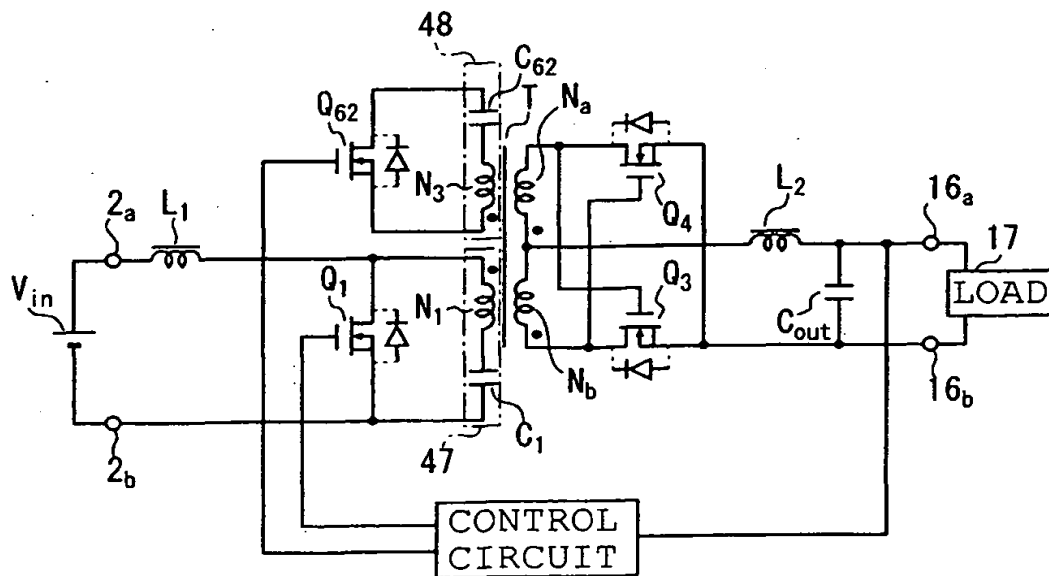 48
C62
T
Na
Q62
N3
Q4
L2
16a
2a
L1
17
Vin
Q1
N1
Q3
LOAD
Cout
Nb
16b
C1
47
2b
CONTROL
CIRCUIT